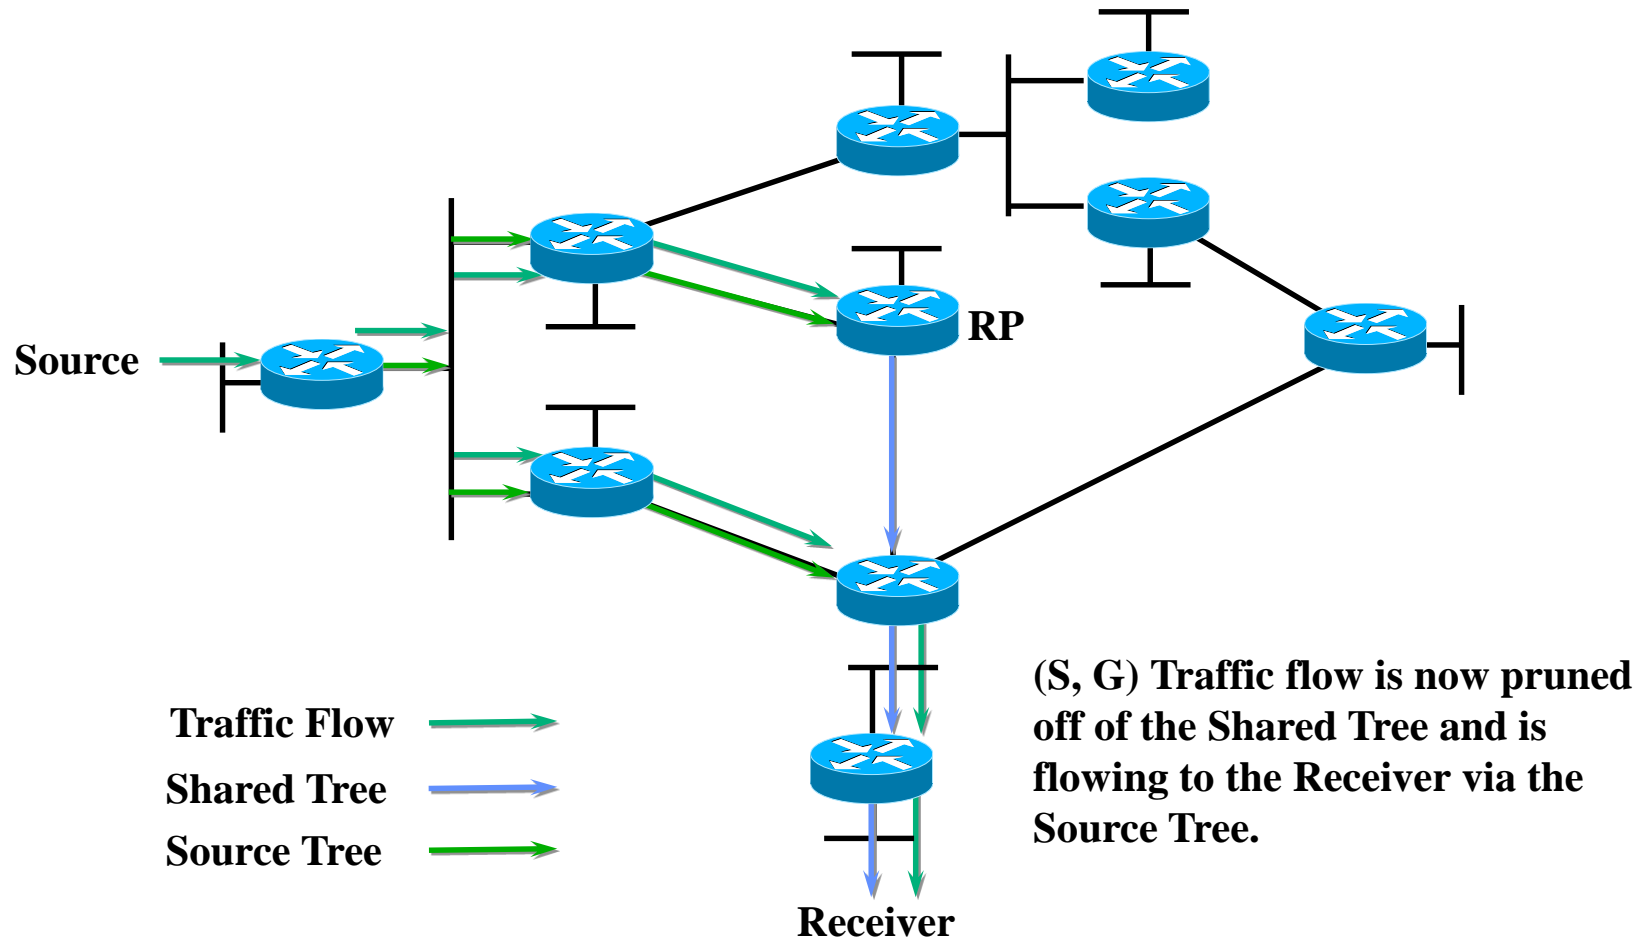 RP
Source
(S, G) Traffic flow is now pruned
off of the Shared Tree and is
flowing to the Receiver via the
Source Tree.
Traffic Flow
Shared Tree
Source Tree
Receiver